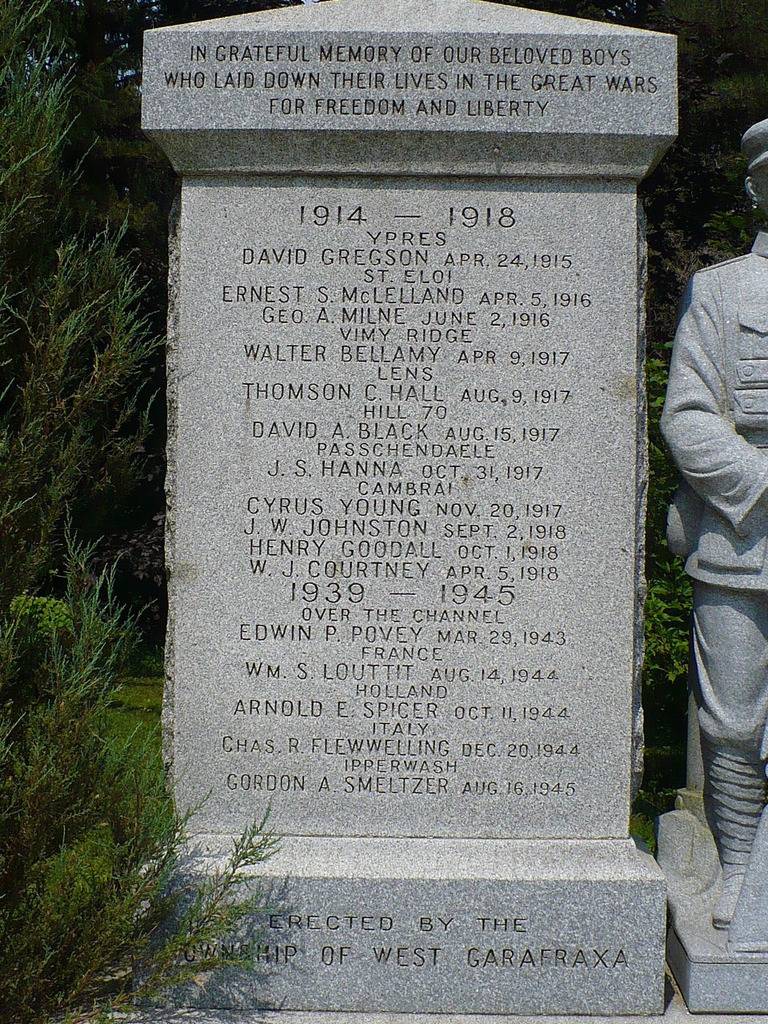 IN GRATEFUL MEMORY OF OUR BELOVED BOYS
WHO LAID DOWN THEIR LIVES IN THE GREAT WARS
FOR FREEDOM AND LIBERTY
1914 — 1918
YPRES
DAVID GREGSON APR. 24, 1915
ST. ELOI
ERNEST S. McLELLAND APR. 5, 1916
GEO. A. MILNE JUNE 2, 1916
VIMY RIDGE
WALTER BELLAMY APR 9, 1917
LENS
THOMSON C. HALL AUG. 9, 1917
HILL 70
DAVID A. BLACK AUG. 15, 1917
PASSCHENDAELE
J. S. HANNA OCT. 31, 1917
CAMBRAI
CYRUS YOUNG NOV. 20, 1917
J. W. JOHNSTON SEPT. 2, 1918
HENRY GOODALL OCT. 1, 1918
W. J. COURTNEY APR. 5, 1918
1939 — 1945
OVER THE CHANNEL
EDWIN P. POVEY MAR. 29, 1943
FRANCE
WM. S. LOUTTIT AUG. 14, 1944
HOLLAND
ARNOLD E. SPICER OCT. 11, 1944
ITALY
CHAS. R. FLEWWELLING DEC. 20, 1944
IPPERWASH
GORDON A. SMELTZER AUG. 16, 1945
ERECTED BY THE
TOWNSHIP OF WEST GARAFRAXA